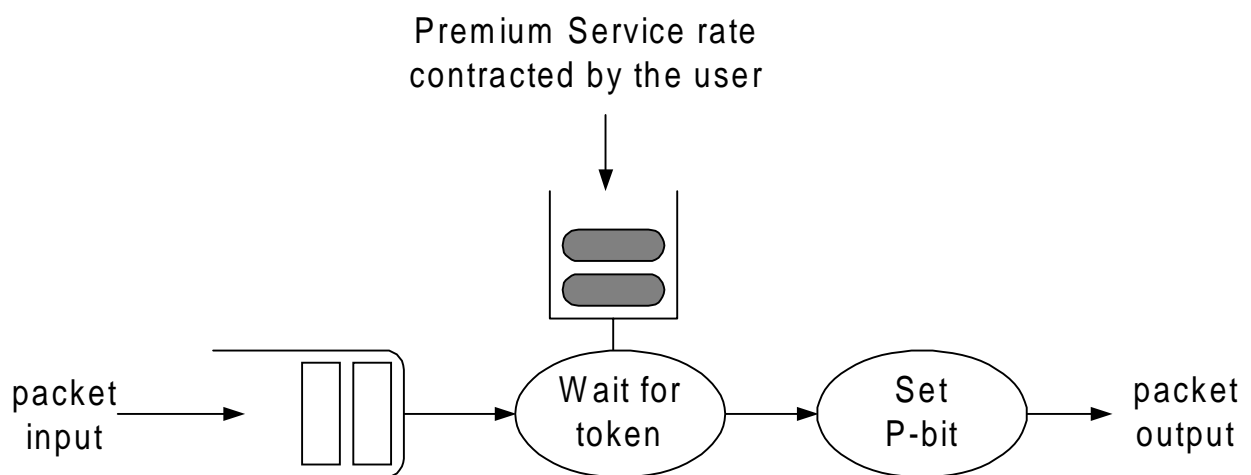 Premium Service rate
contracted by the user
packet
input
Wait for
token
Set
P-bit
packet
output